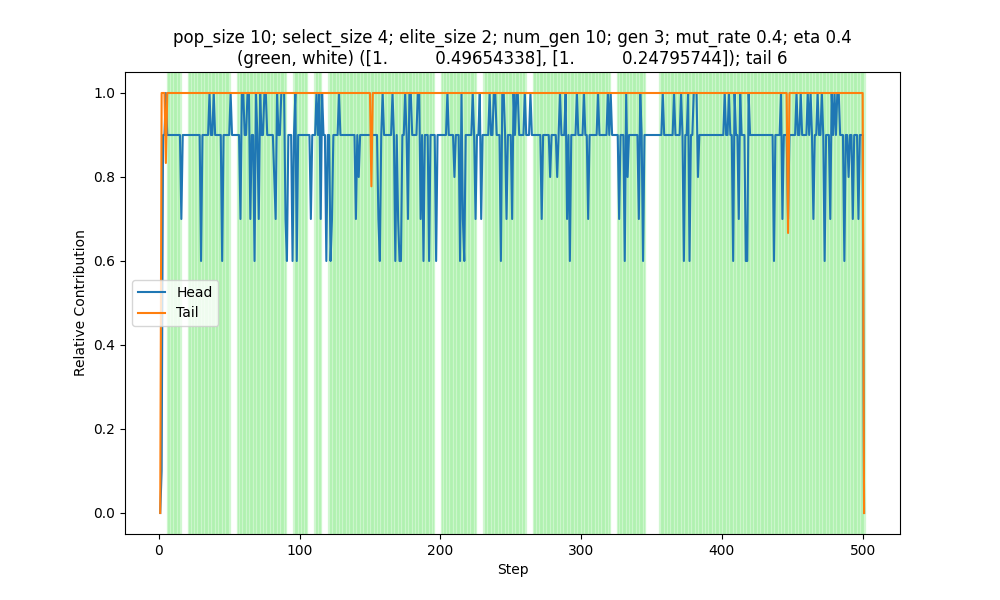 pop_size 10; select_size 4; elite_size 2; num_gen 10; gen 3; mut_rate 0.4; eta 0.4
(green, white) ([1. 0.49654338], [1. 0.24795744]); tail 6
1.0
0.8
0.6
0.4
0.2
0.0
Relative Contribution
Head
Tail
0 100 200 300 400 500
Step